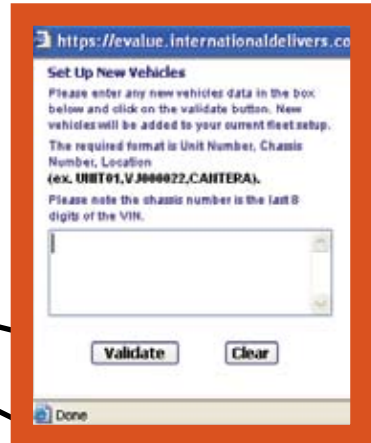 https://evalue.internationaldelivers.co
Set Up New Vehicles
Please enter any new vehicles data in the box
below and click on the validate button. New
vehicles will be added to your current fleet setup.
The required format is Unit Number, Chassis
Number, Location
(ex. UNIT01,VJ000022,CANTERA).
Please note the chassis number is the last 8
digits of the VIN.
Validate Clear
Done